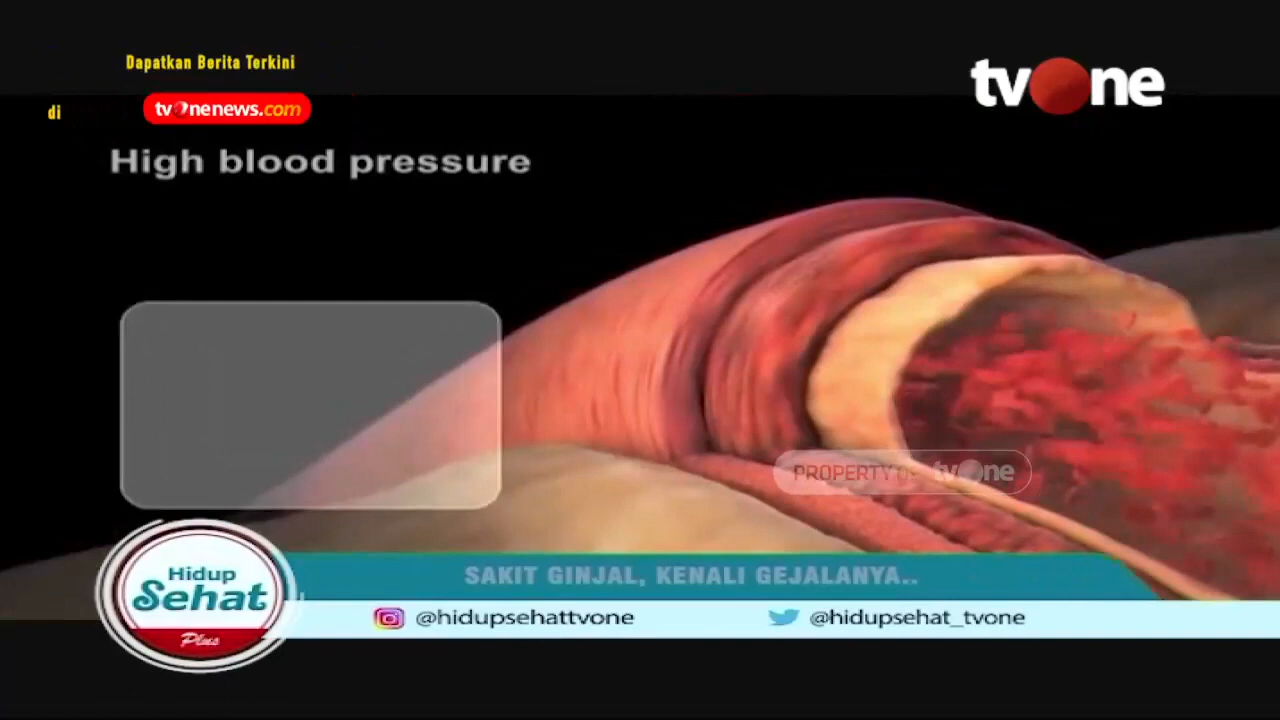 Dapatkan Berita Terkini
di tvOnenews.com
tvOne
High blood pressure
PROPERTY OF tvOne
Hidup
Sehat
Plus
SAKIT GINJAL, KENALI GEJALANYA..
@hidupsehattvone @hidupsehat_tvone